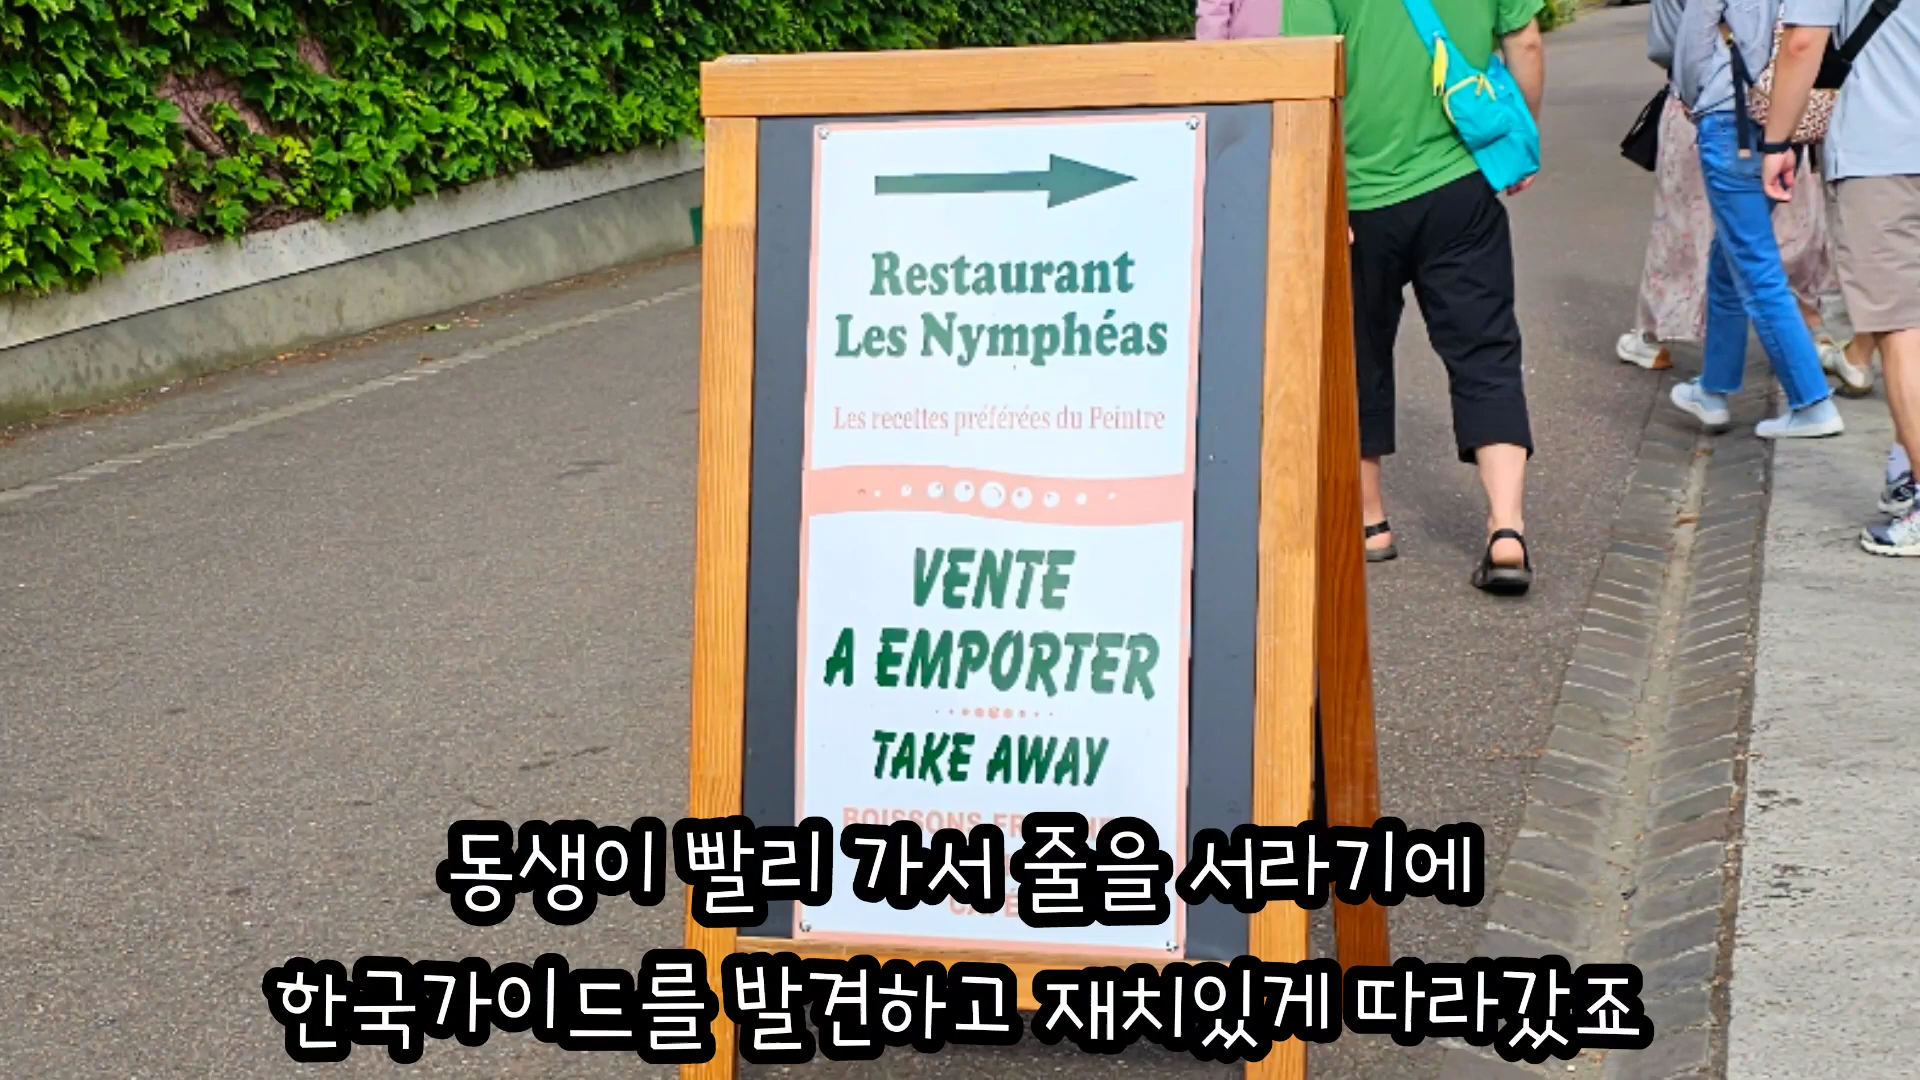 Restaurant
Les Nymphéas
Les recettes préférées du Peintre
VENTE
A EMPORTER
TAKE AWAY
BOISSONS
동생이 빨리 가서 줄을 서라기에
한국가이드를 발견하고 재치있게 따라갔죠